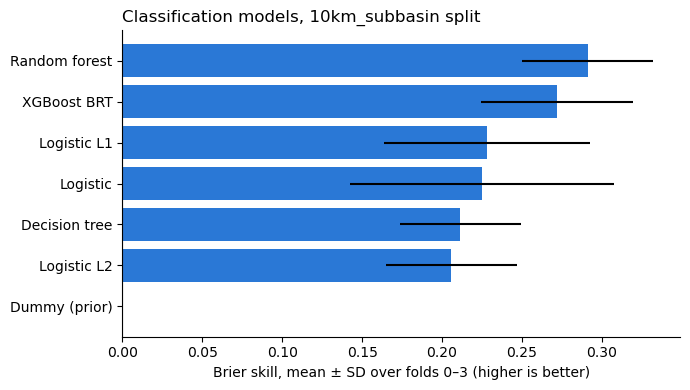 Classification models, 10km_subbasin split
Random forest
XGBoost BRT
Logistic L1
Logistic
Decision tree
Logistic L2
Dummy (prior)
0.00 0.05 0.10 0.15 0.20 0.25 0.30
Brier skill, mean ± SD over folds 0–3 (higher is better)